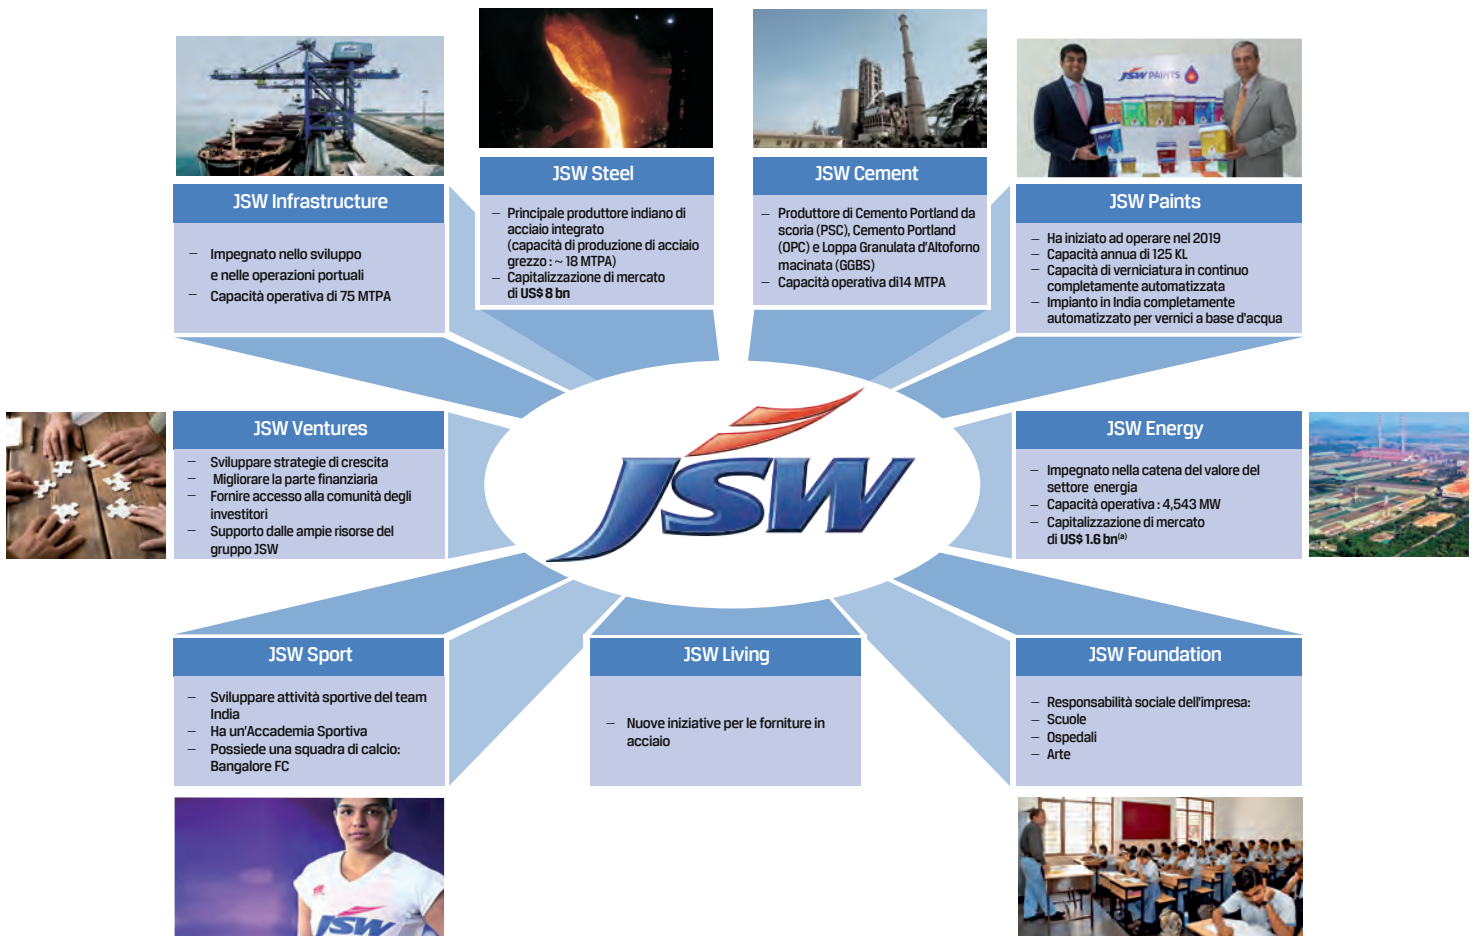 JSW PAINTS
JSW Infrastructure
— Impegnato nello sviluppo
e nelle operazioni portuali
— Capacità operativa di 75 MTPA
JSW Steel
— Principale produttore indiano di
acciaio integrato
(capacità di produzione di acciaio
grezzo : ~ 18 MTPA)
— Capitalizzazione di mercato
di US$ 8 bn
JSW Cement
— Produttore di Cemento Portland da
scoria (PSC), Cemento Portland
(OPC) e Loppa Granulata d'Altoforno
macinata (GGBS)
— Capacità operativa di14 MTPA
JSW Paints
— Ha iniziato ad operare nel 2019
— Capacità annua di 125 KL
— Capacità di verniciatura in continuo
completamente automatizzata
— Impianto in India completamente
automatizzato per vernici a base d'acqua
JSW Ventures
— Sviluppare strategie di crescita
— Migliorare la parte finanziaria
— Fornire accesso alla comunità degli
investitori
— Supporto dalle ampie risorse del
gruppo JSW
JSW
JSW Energy
— Impegnato nella catena del valore del
settore energia
— Capacità operativa : 4,543 MW
— Capitalizzazione di mercato
di US$ 1.6 bn(a)
JSW Sport
— Sviluppare attività sportive del team
India
— Ha un'Accademia Sportiva
— Possiede una squadra di calcio:
Bangalore FC
JSW Living
— Nuove iniziative per le forniture in
acciaio
JSW Foundation
— Responsabilità sociale dell'impresa:
— Scuole
— Ospedali
— Arte
JSW